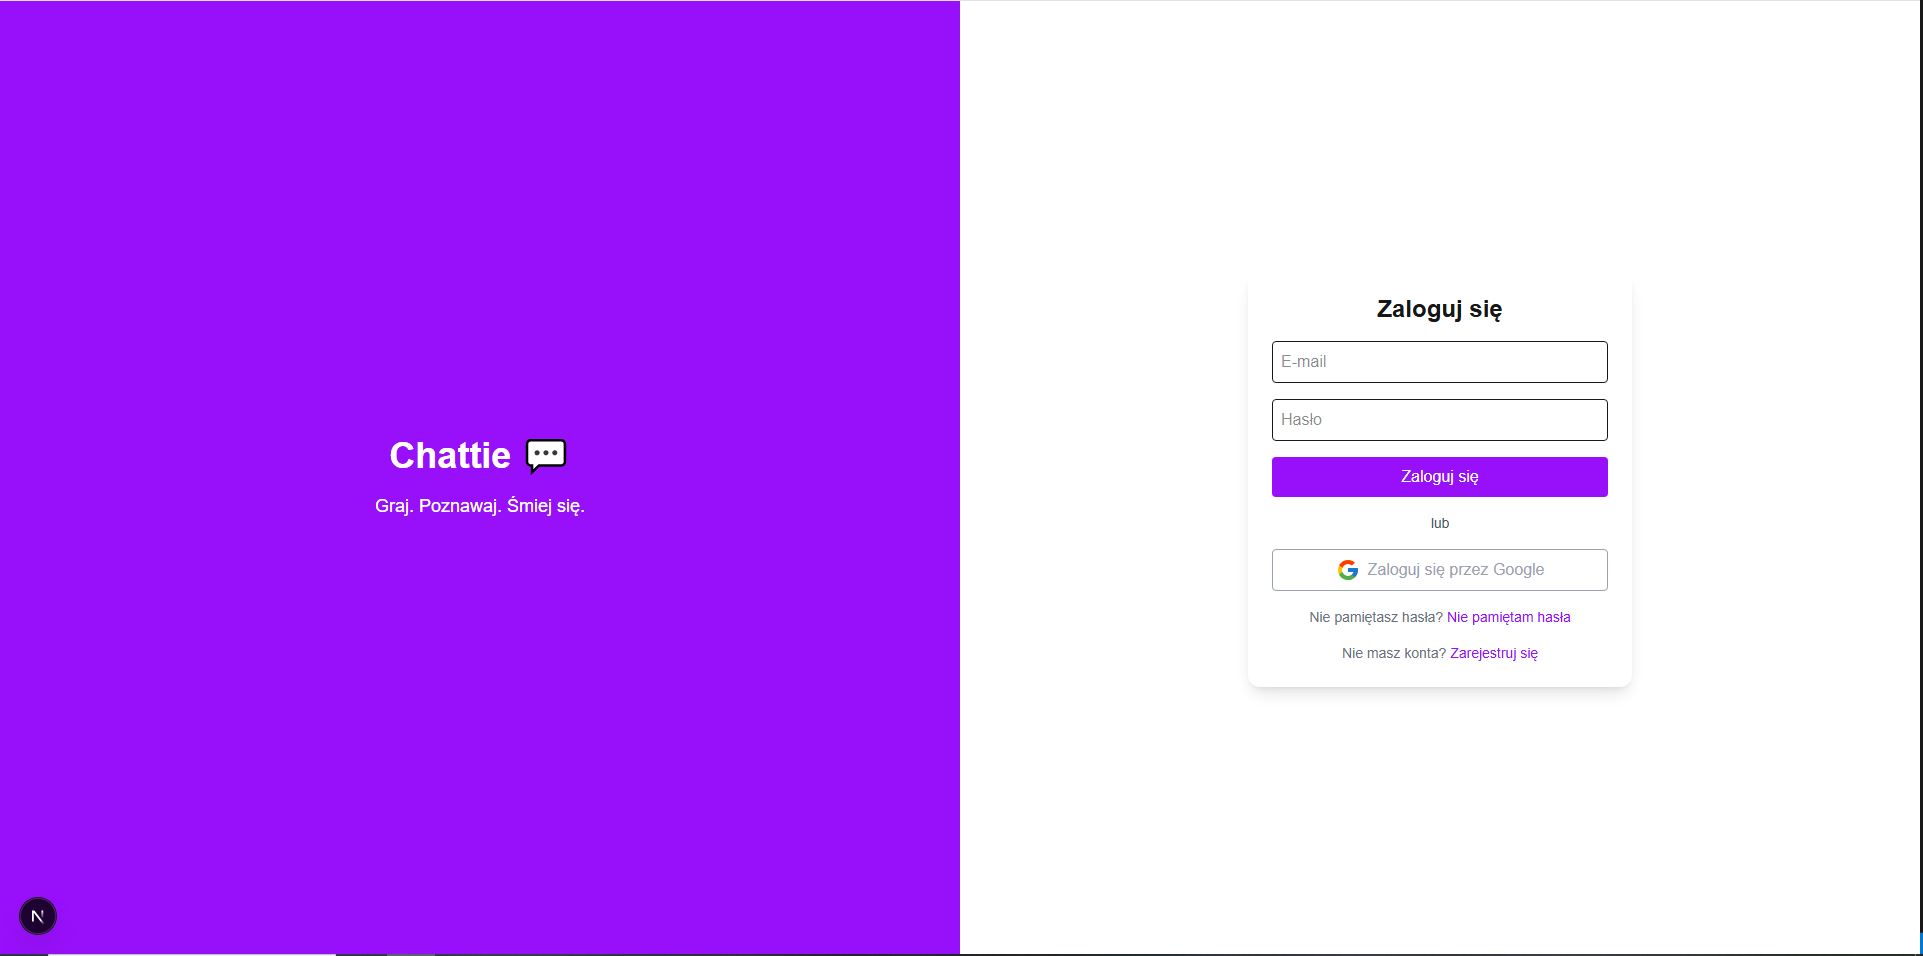 Chattie 💬
Graj. Poznawaj. Śmiej się.
Zaloguj się
E-mail
Hasło
Zaloguj się
lub
Zaloguj się przez Google
Nie pamiętasz hasła? Nie pamiętam hasła
Nie masz konta? Zarejestruj się
N